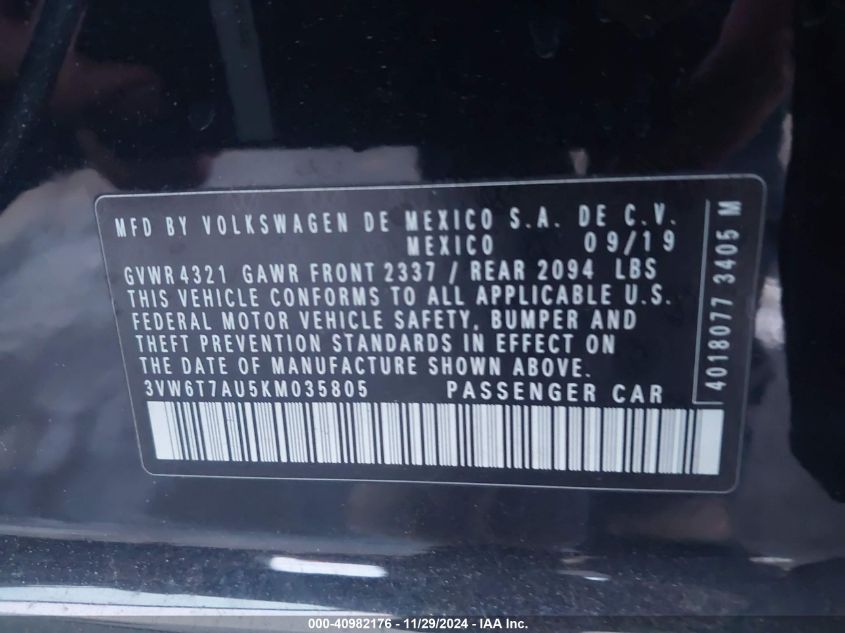 MFD BY VOLKSWAGEN DE MEXICO S.A. DE C.V.
MEXICO 09/19
GVWR 4321 GAWR FRONT 2337 / REAR 2094 LBS
THIS VEHICLE CONFORMS TO ALL APPLICABLE U.S.
FEDERAL MOTOR VEHICLE SAFETY, BUMPER AND
THEFT PREVENTION STANDARDS IN EFFECT ON
THE DATE OF MANUFACTURE SHOWN ABOVE.
3VW6T7AU5KM035805 PASSENGER CAR
4018077 3405 M
000-40982176 - 11/29/2024 - IAA Inc.